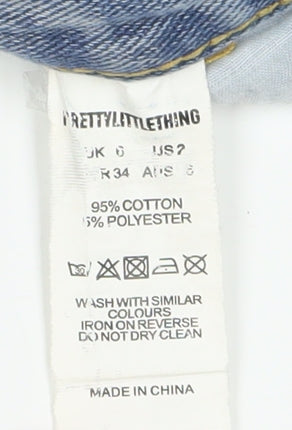 PRETTYLITTLETHING
UK 6 US 2
FR 34 AUS 6
95% COTTON
5% POLYESTER
WASH WITH SIMILAR
COLOURS
IRON ON REVERSE
DO NOT DRY CLEAN
MADE IN CHINA